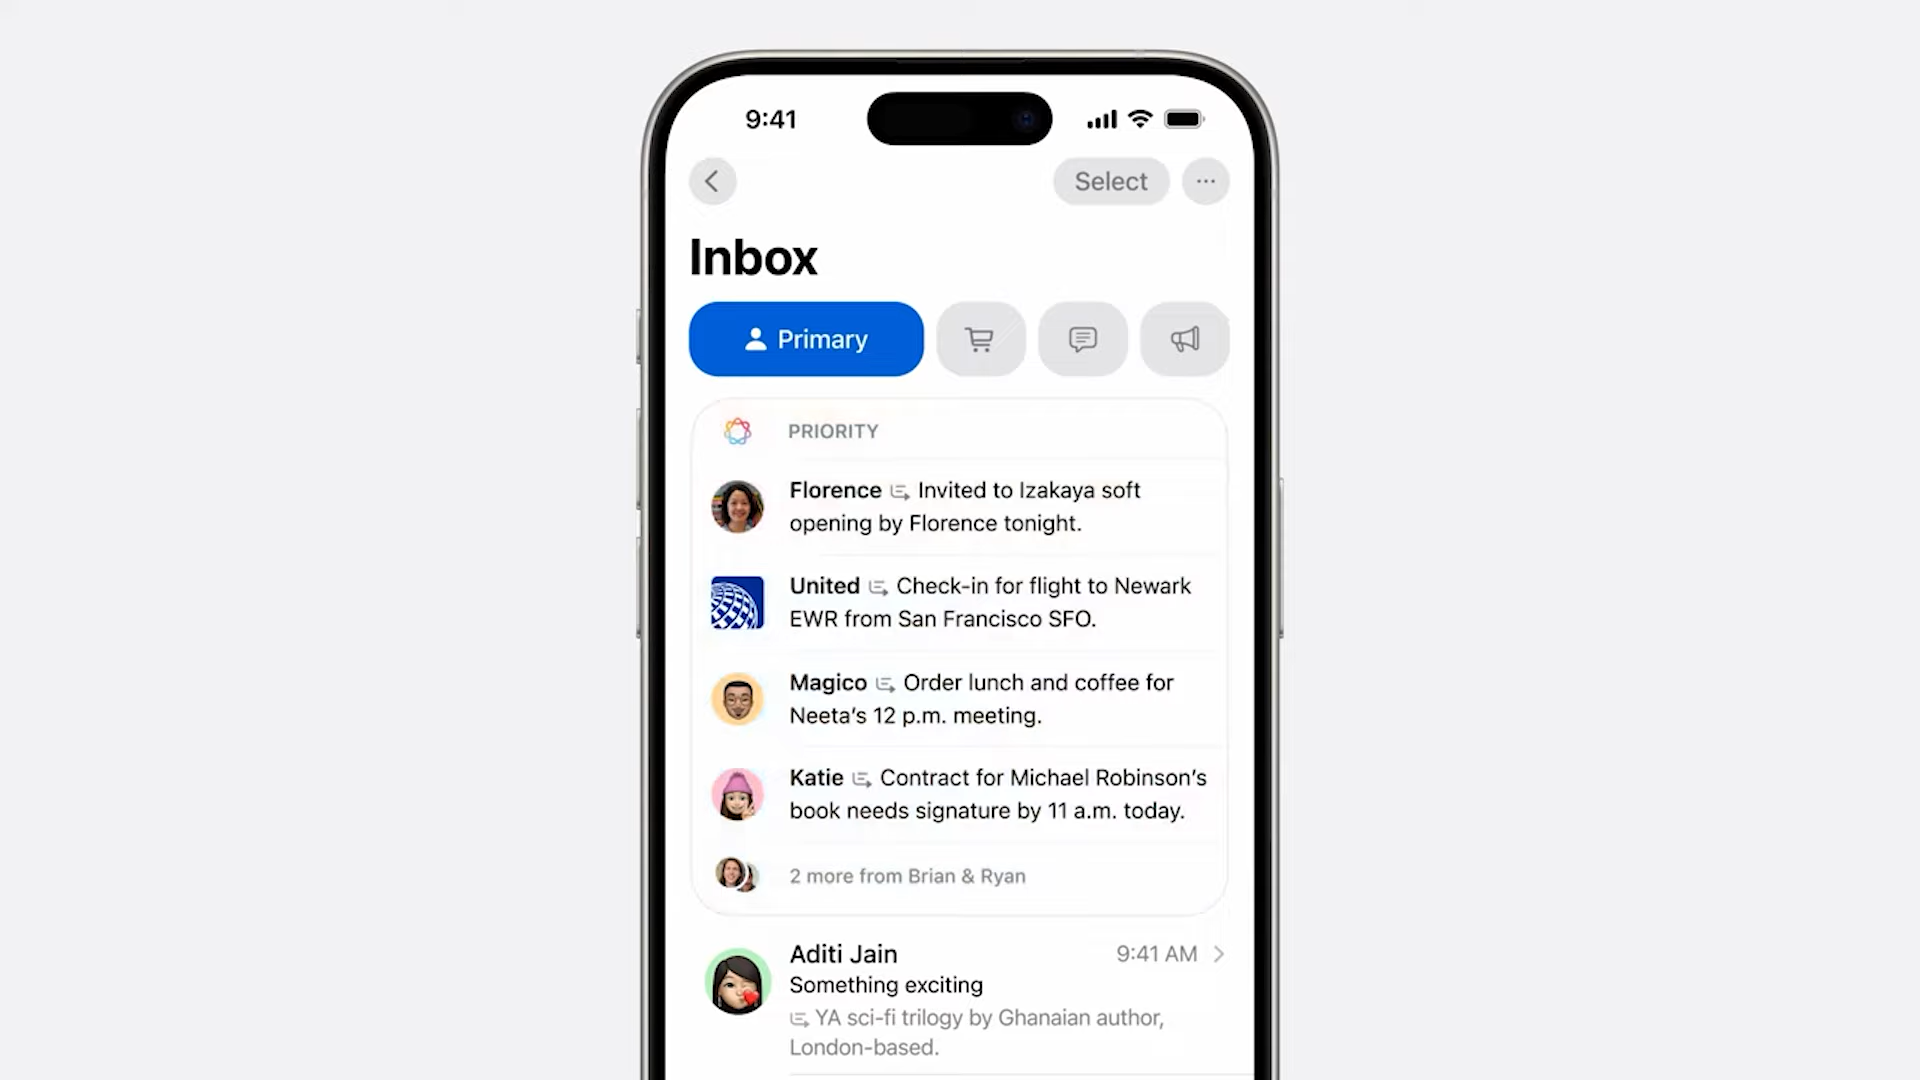 9:41
Select
Inbox
Primary
PRIORITY
Florence Invited to Izakaya soft
opening by Florence tonight.
United Check-in for flight to Newark
EWR from San Francisco SFO.
Magico Order lunch and coffee for
Neeta’s 12 p.m. meeting.
Katie Contract for Michael Robinson’s
book needs signature by 11 a.m. today.
2 more from Brian & Ryan
Aditi Jain 9:41 AM
Something exciting
YA sci-fi trilogy by Ghanaian author,
London-based.